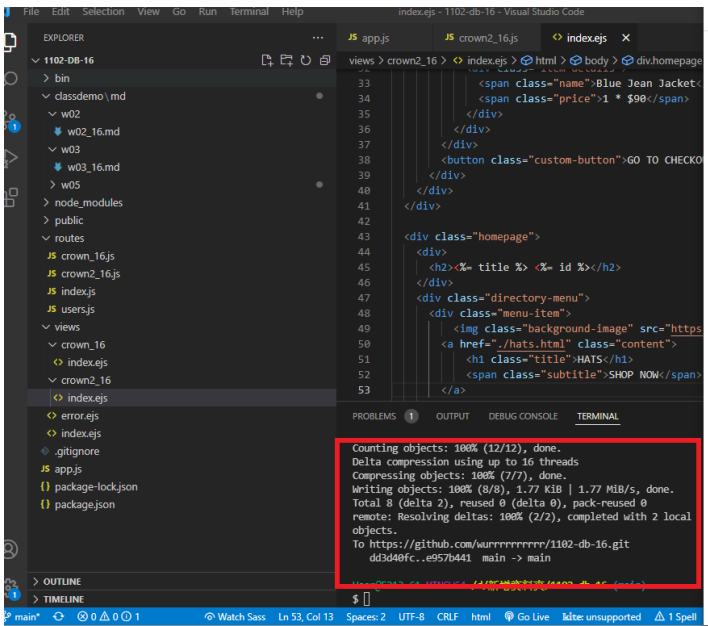 File Edit Selection View Go Run Terminal Help index.ejs - 1102-db-16 - Visual Studio Code
EXPLORER
1102-DB-16
bin
classdemo \ md
w02
w02_16.md
w03
w03_16.md
w05
node_modules
public
routes
JS crown_16.js
JS crown2_16.js
JS index.js
JS users.js
views
crown_16
<> index.ejs
crown2_16
<> index.ejs
<> error.ejs
<> index.ejs
.gitignore
JS app.js
{} package-lock.json
{} package.json
OUTLINE
TIMELINE
JS app.js JS crown2_16.js <> index.ejs
views > crown2_16 > <> index.ejs > html > body > div.homepage
33 <span class="name">Blue Jean Jacket<
34 <span class="price">1 * $90</span>
35 </div>
36 </div>
37 </div>
38 <button class="custom-button">GO TO CHECKO
39 </div>
40 </div>
41 </div>
42
43 <div class="homepage">
44 <div>
45 <h2><%= title %> <%= id %></h2>
46 </div>
47 <div class="directory-menu">
48 <div class="menu-item">
49 <img class="background-image" src="https
50 <a href="./hats.html" class="content">
51 <h1 class="title">HATS</h1>
52 <span class="subtitle">SHOP NOW</span>
53 </a>
PROBLEMS 1 OUTPUT DEBUG CONSOLE TERMINAL
Counting objects: 100% (12/12), done.
Delta compression using up to 16 threads
Compressing objects: 100% (7/7), done.
Writing objects: 100% (8/8), 1.77 KiB | 1.77 MiB/s, done.
Total 8 (delta 2), reused 0 (delta 0), pack-reused 0
remote: Resolving deltas: 100% (2/2), completed with 2 local
objects.
To https://github.com/wurrrrrrrrrr/1102-db-16.git
dd3d40fc..e957b441 main -> main
$
main* 0 0 1 Watch Sass Ln 53, Col 13 Spaces: 2 UTF-8 CRLF html Go Live kite: unsupported 1 Spell